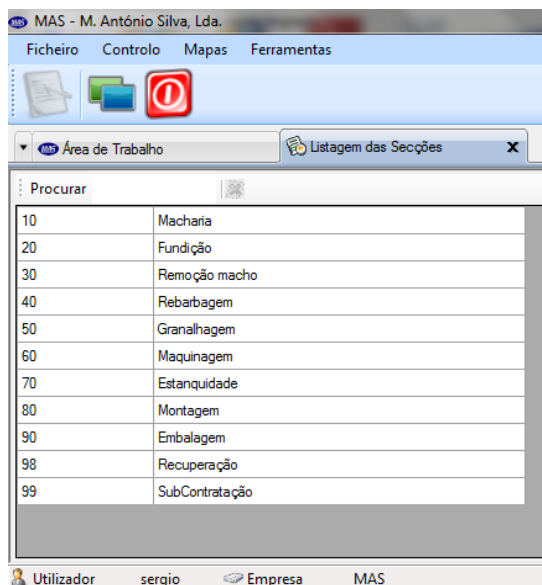 MAS - M. António Silva, Lda.
Ficheiro Controlo Mapas Ferramentas
MAS Área de Trabalho Listagem das Secções X
Procurar
10 Macharia
20 Fundição
30 Remoção macho
40 Rebarbagem
50 Granalhagem
60 Maquinagem
70 Estanquidade
80 Montagem
90 Embalagem
98 Recuperação
99 SubContratação
Utilizador sergio Empresa MAS